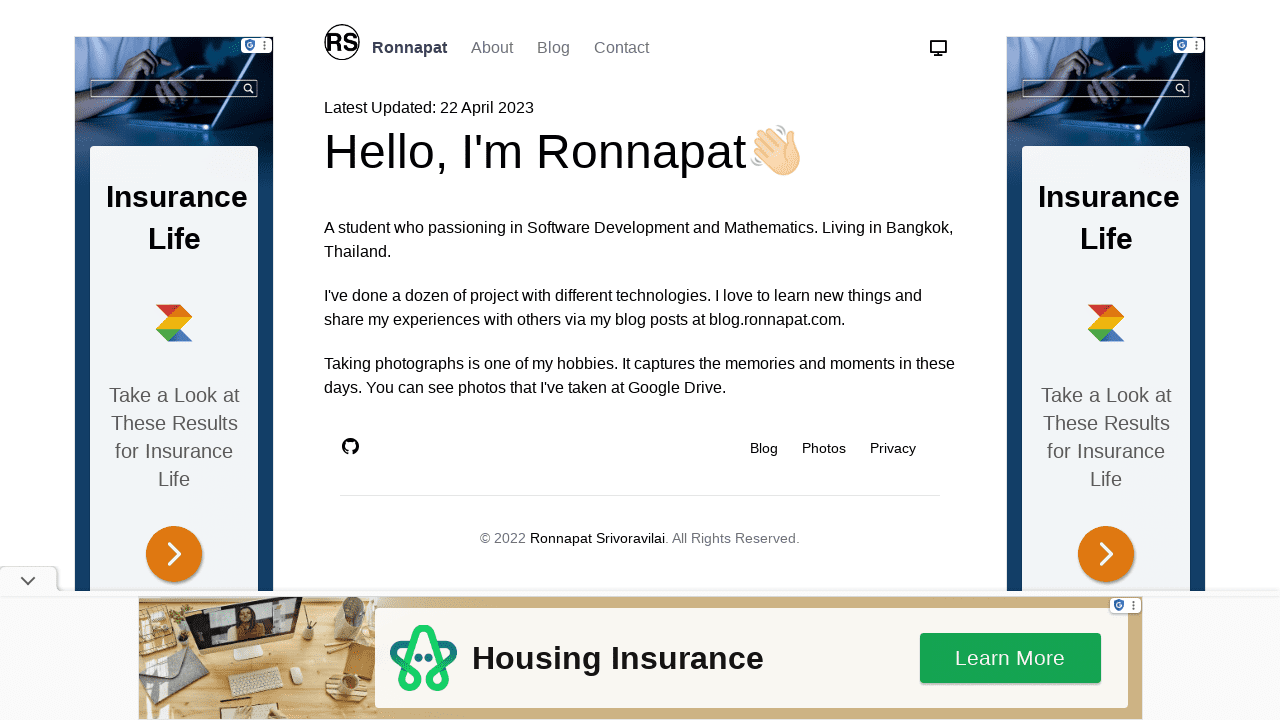 RS Ronnapat About Blog Contact
Latest Updated: 22 April 2023
Hello, I'm Ronnapat👋🏻
A student who passioning in Software Development and Mathematics. Living in Bangkok,
Thailand.
I've done a dozen of project with different technologies. I love to learn new things and
share my experiences with others via my blog posts at blog.ronnapat.com.
Taking photographs is one of my hobbies. It captures the memories and moments in these
days. You can see photos that I've taken at Google Drive.
Blog Photos Privacy
© 2022 Ronnapat Srivoravilai. All Rights Reserved.
Insurance
Life
Take a Look at
These Results
for Insurance
Life
Insurance
Life
Take a Look at
These Results
for Insurance
Life
Housing Insurance
Learn More